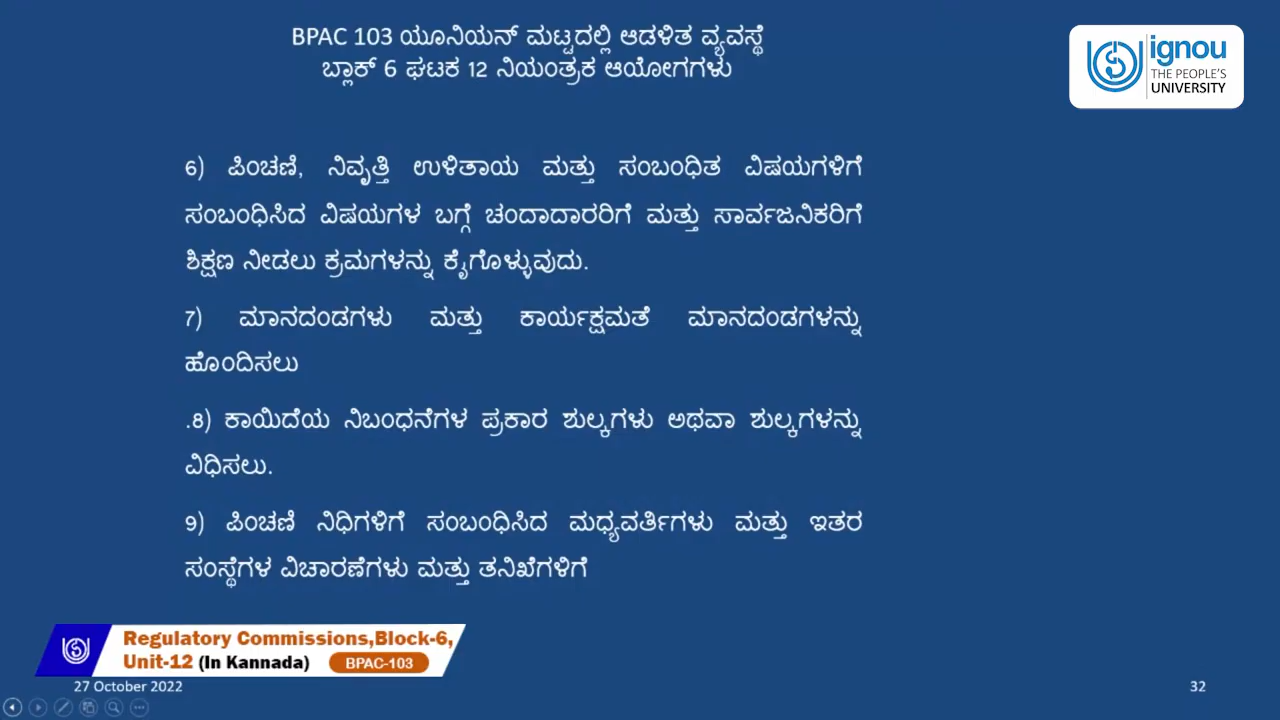 BPAC 103 ಯೂನಿಯನ್ ಮಟ್ಟದಲ್ಲಿ ಆಡಳಿತ ವ್ಯವಸ್ಥೆ
ಬ್ಲಾಕ್ 6 ಘಟಕ 12 ನಿಯಂತ್ರಕ ಆಯೋಗಗಳು
ignou
THE PEOPLE'S
UNIVERSITY
6) ಪಿಂಚಣಿ, ನಿವೃತ್ತಿ ಉಳಿತಾಯ ಮತ್ತು ಸಂಬಂಧಿತ ವಿಷಯಗಳಿಗೆ
ಸಂಬಂಧಿಸಿದ ವಿಷಯಗಳ ಬಗ್ಗೆ ಚಂದಾದಾರರಿಗೆ ಮತ್ತು ಸಾರ್ವಜನಿಕರಿಗೆ
ಶಿಕ್ಷಣ ನೀಡಲು ಕ್ರಮಗಳನ್ನು ಕೈಗೊಳ್ಳುವುದು.
7) ಮಾನದಂಡಗಳು ಮತ್ತು ಕಾರ್ಯಕ್ಷಮತೆ ಮಾನದಂಡಗಳನ್ನು
ಹೊಂದಿಸಲು
.8) ಕಾಯಿದೆಯ ನಿಬಂಧನೆಗಳ ಪ್ರಕಾರ ಶುಲ್ಕಗಳು ಅಥವಾ ಶುಲ್ಕಗಳನ್ನು
ವಿಧಿಸಲು.
9) ಪಿಂಚಣಿ ನಿಧಿಗಳಿಗೆ ಸಂಬಂಧಿಸಿದ ಮಧ್ಯವರ್ತಿಗಳು ಮತ್ತು ಇತರ
ಸಂಸ್ಥೆಗಳ ವಿಚಾರಣೆಗಳು ಮತ್ತು ತನಿಖೆಗಳಿಗೆ
Regulatory Commissions,Block-6,
Unit-12 (In Kannada) BPAC-103
27 October 2022
32